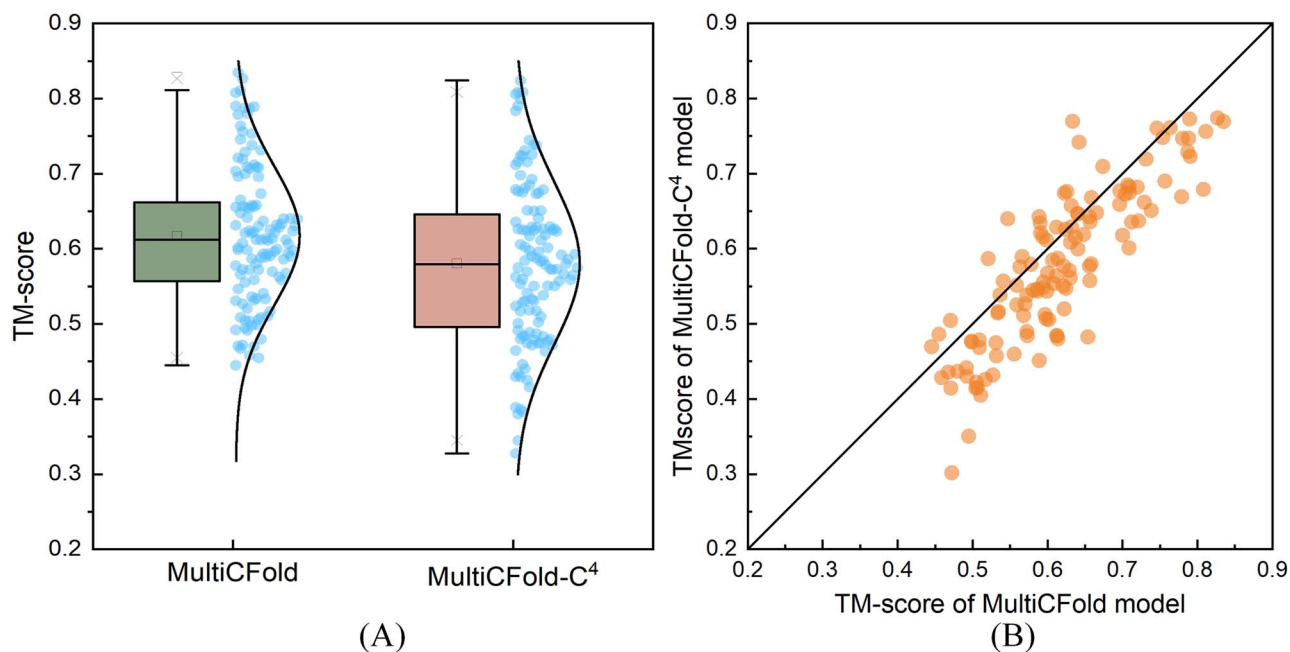 0.9
0.8
0.7
0.6
0.5
0.4
0.3
0.2
TM-score
MultiCFold
MultiCFold-C⁴
(A)
0.9
0.8
0.7
0.6
0.5
0.4
0.3
0.2
TMscore of MultiCFold-C⁴ model
0.2 0.3 0.4 0.5 0.6 0.7 0.8 0.9
TM-score of MultiCFold model
(B)